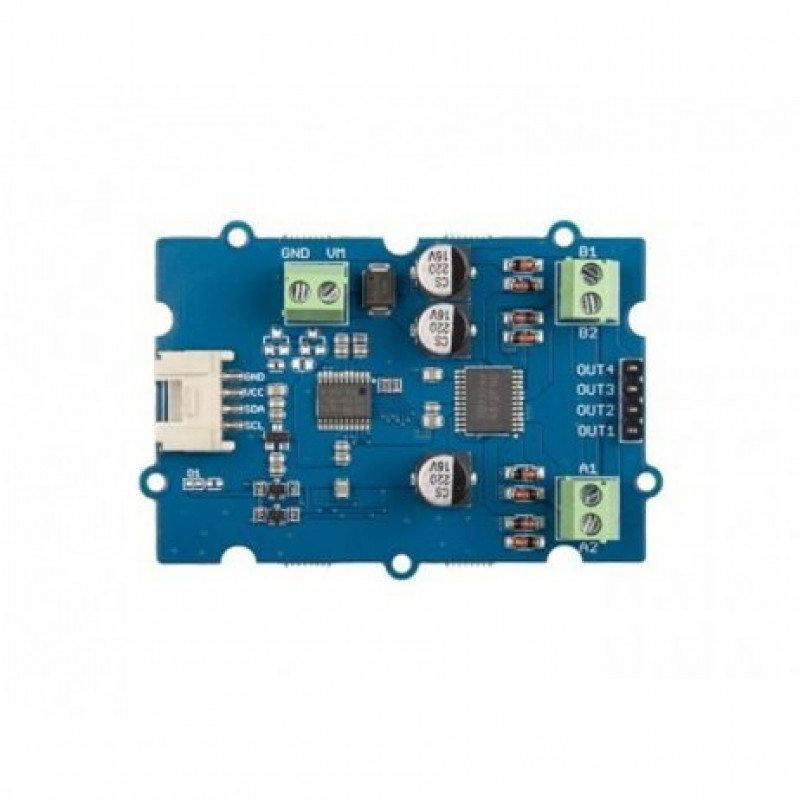 GND VM
B1
CS
220
16V
CS
220
16V
B2
GND
VCC
SDA
SCL
OUT4
OUT3
OUT2
OUT1
D1
CS
220
16V
A1
A2